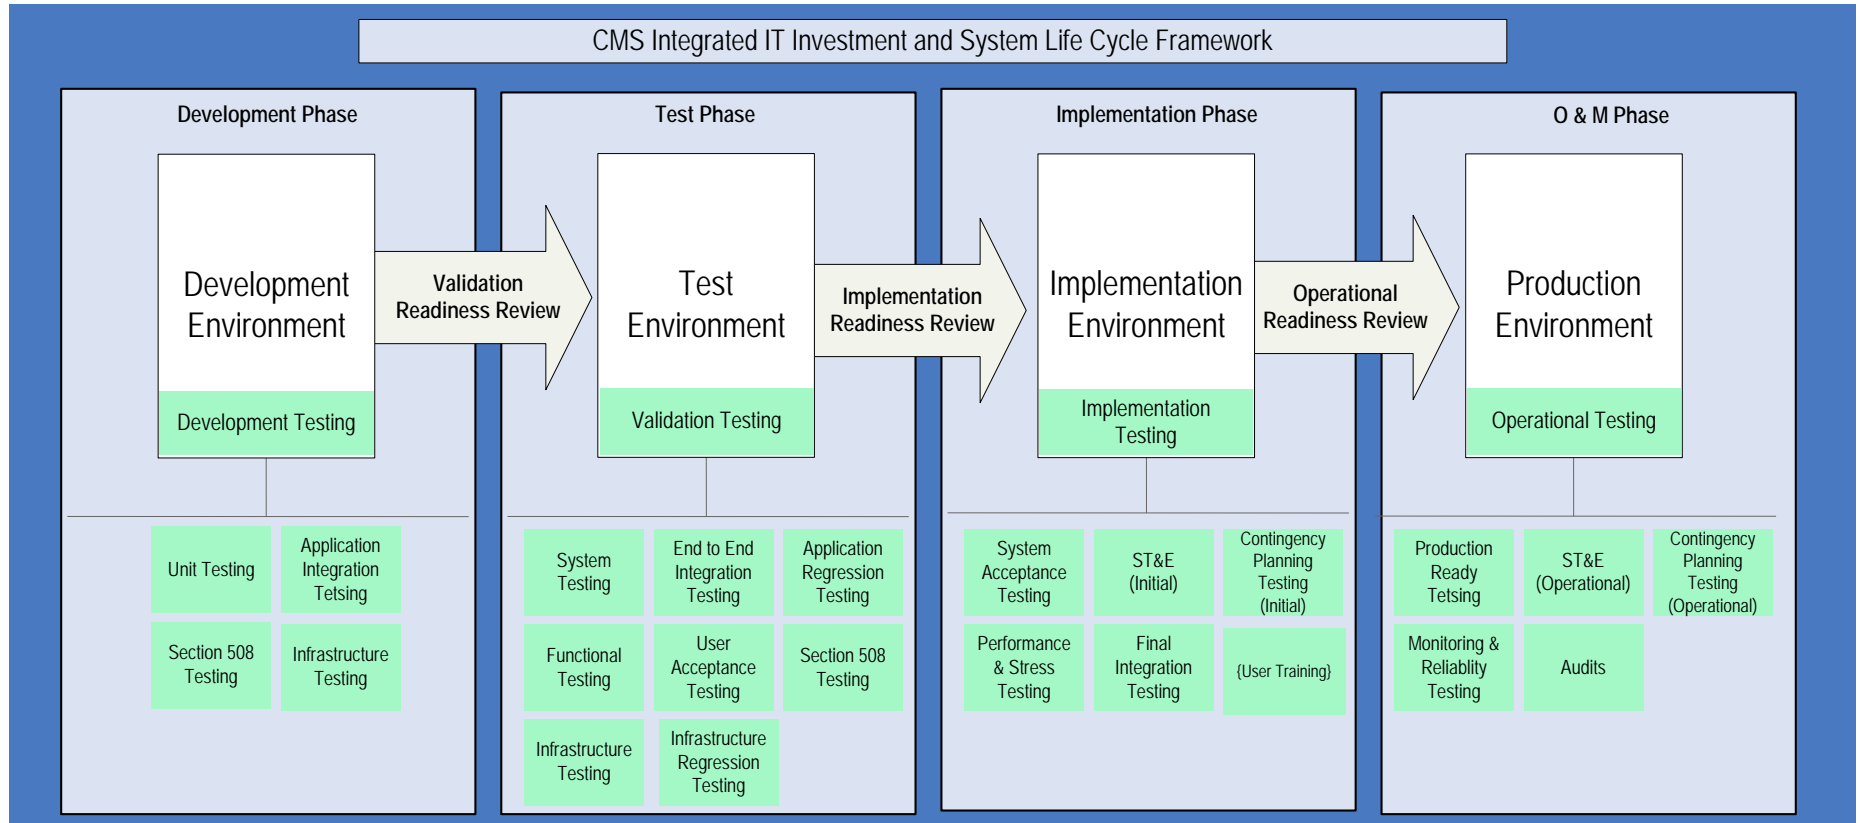 CMS Integrated IT Investment and System Life Cycle Framework
Development Phase
Development
Environment
Development Testing
Unit Testing
Application
Integration
Tetsing
Section 508
Testing
Infrastructure
Testing
Validation
Readiness Review
Test Phase
Test
Environment
Validation Testing
System
Testing
End to End
Integration
Testing
Application
Regression
Testing
Functional
Testing
User
Acceptance
Testing
Section 508
Testing
Infrastructure
Testing
Infrastructure
Regression
Testing
Implementation
Readiness Review
Implementation Phase
Implementation
Environment
Implementation
Testing
System
Acceptance
Testing
ST&E
(Initial)
Contingency
Planning
Testing
(Initial)
Performance
& Stress
Testing
Final
Integration
Testing
{User Training}
Operational
Readiness Review
O & M Phase
Production
Environment
Operational Testing
Production
Ready
Tetsing
ST&E
(Operational)
Contingency
Planning
Testing
(Operational)
Monitoring &
Reliablity
Testing
Audits